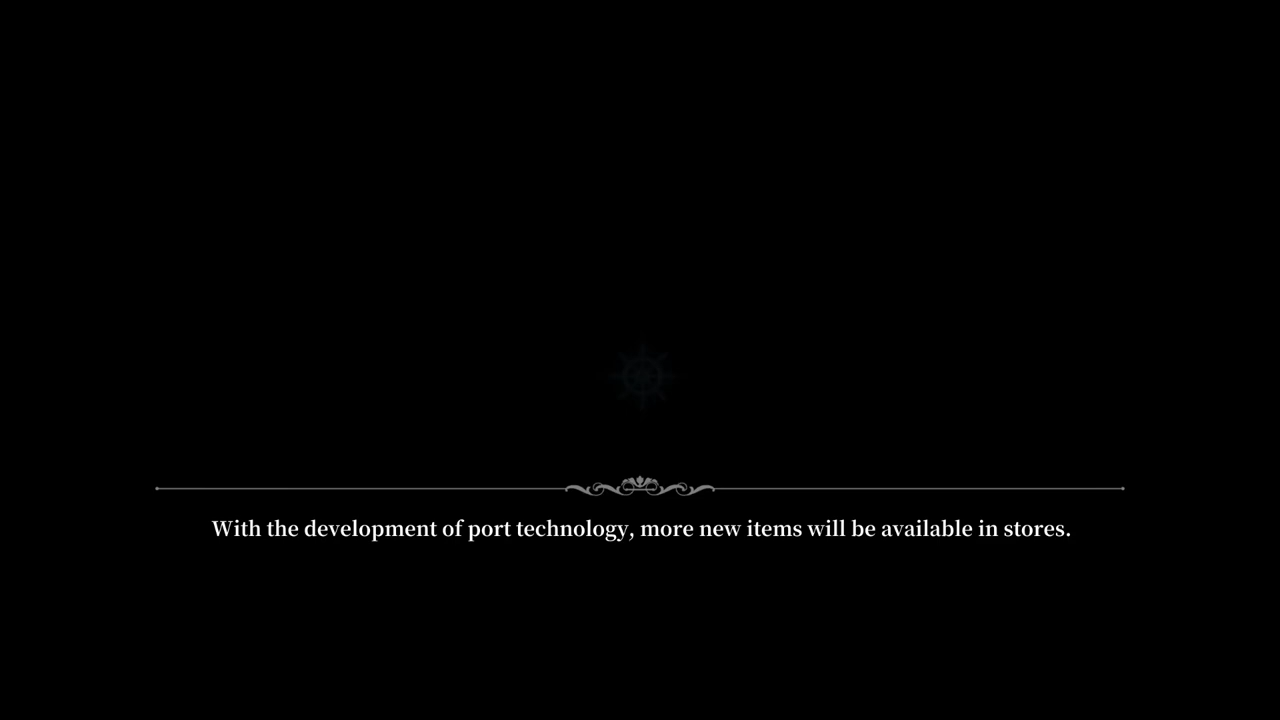 With the development of port technology, more new items will be available in stores.